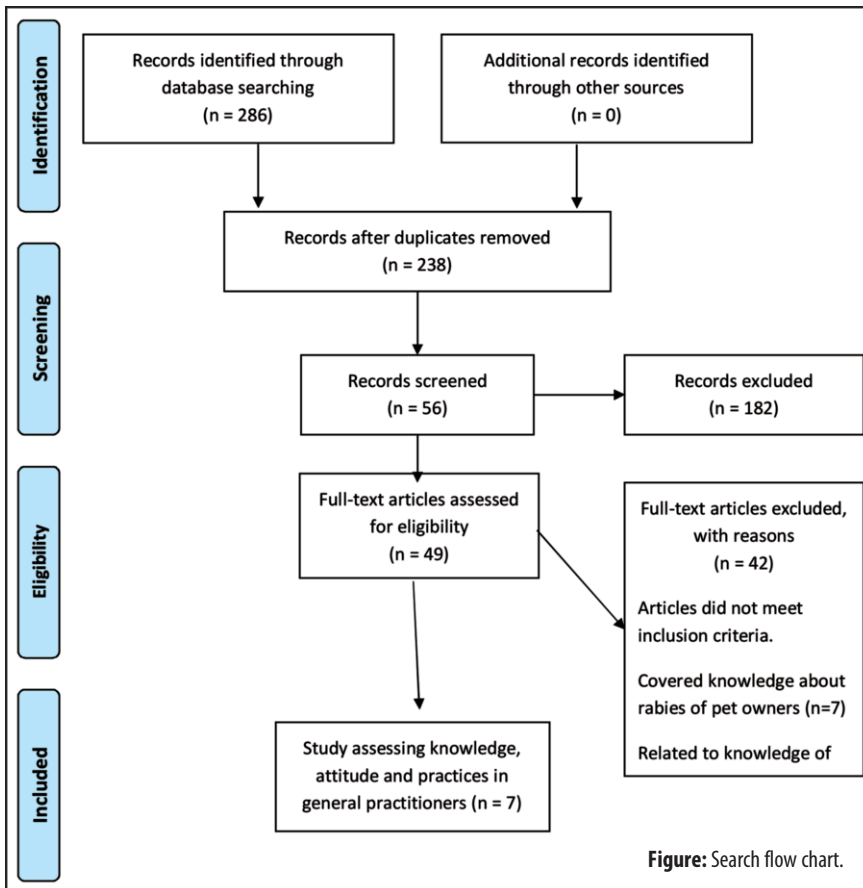 Identification
Records identified through
database searching
(n = 286)
Additional records identified
through other sources
(n = 0)
Records after duplicates removed
(n = 238)
Screening
Records screened
(n = 56)
Records excluded
(n = 182)
Eligibility
Full-text articles assessed
for eligibility
(n = 49)
Full-text articles excluded,
with reasons
(n = 42)
Articles did not meet
inclusion criteria.
Covered knowledge about
rabies of pet owners (n=7)
Related to knowledge of
Included
Study assessing knowledge,
attitude and practices in
general practitioners (n = 7)
Figure: Search flow chart.